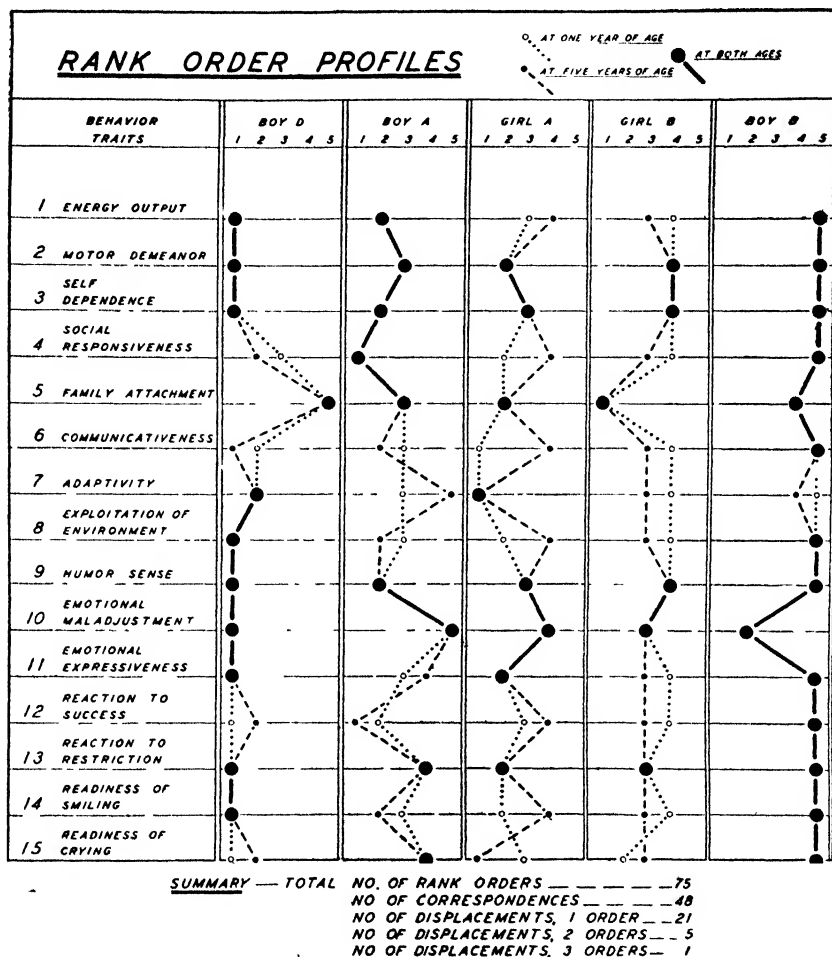 RANK ORDER PROFILES
AT ONE YEAR OF AGE
AT FIVE YEARS OF AGE
AT BOTH AGES
BEHAVIOR TRAITS
BOY D
1 2 3 4 5
BOY A
1 2 3 4 5
GIRL A
1 2 3 4 5
GIRL B
1 2 3 4 5
BOY B
1 2 3 4 5
1 ENERGY OUTPUT
2 MOTOR DEMEANOR
3 SELF DEPENDENCE
4 SOCIAL RESPONSIVENESS
5 FAMILY ATTACHMENT
6 COMMUNICATIVENESS
7 ADAPTIVITY
8 EXPLOITATION OF ENVIRONMENT
9 HUMOR SENSE
10 EMOTIONAL MALADJUSTMENT
11 EMOTIONAL EXPRESSIVENESS
12 REACTION TO SUCCESS
13 REACTION TO RESTRICTION
14 READINESS OF SMILING
15 READINESS OF CRYING
SUMMARY — TOTAL NO. OF RANK ORDERS _ _ _ _ 75
NO OF CORRESPONDENCES _ _ _ 48
NO OF DISPLACEMENTS, 1 ORDER _ _ 21
NO OF DISPLACEMENTS, 2 ORDERS _ _ 5
NO OF DISPLACEMENTS, 3 ORDERS _ 1